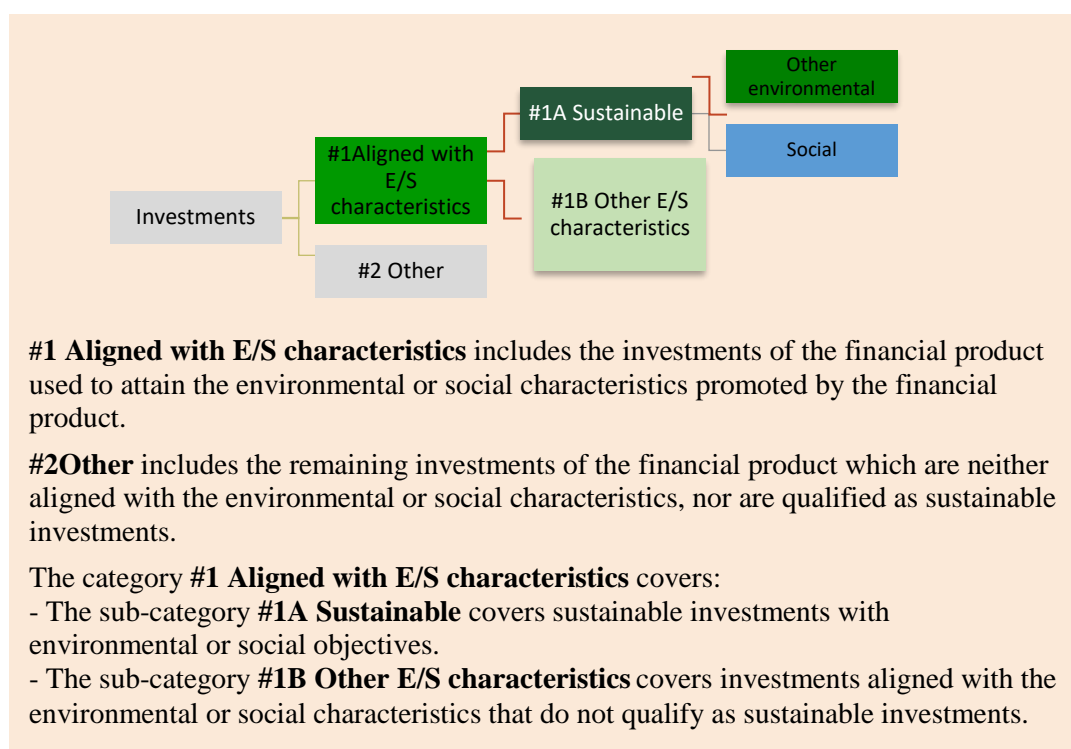 Other
environmental
#1A Sustainable
#1Aligned with
E/S
characteristics
Social
Investments
#1B Other E/S
characteristics
#2 Other
#1 Aligned with E/S characteristics includes the investments of the financial product
used to attain the environmental or social characteristics promoted by the financial
product.
#2Other includes the remaining investments of the financial product which are neither
aligned with the environmental or social characteristics, nor are qualified as sustainable
investments.
The category #1 Aligned with E/S characteristics covers:
- The sub-category #1A Sustainable covers sustainable investments with
environmental or social objectives.
- The sub-category #1B Other E/S characteristics covers investments aligned with the
environmental or social characteristics that do not qualify as sustainable investments.